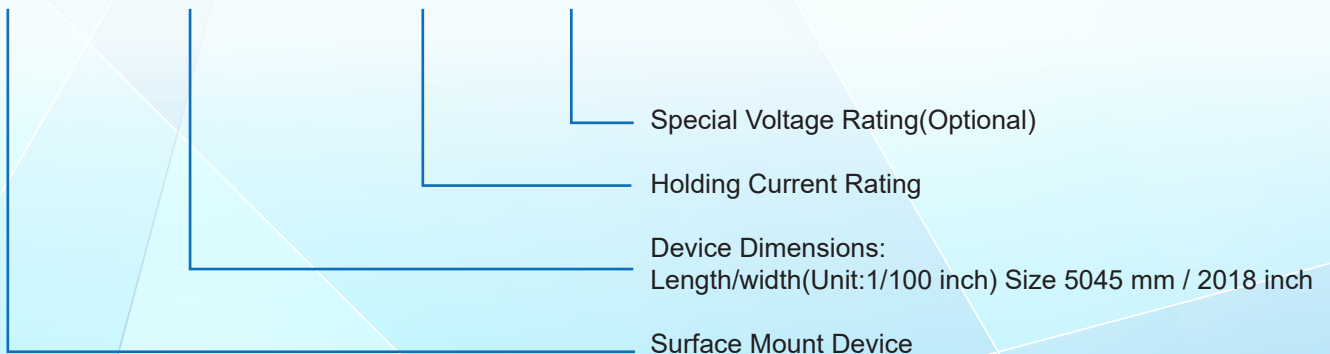 Special Voltage Rating(Optional)
Holding Current Rating
Device Dimensions:
Length/width(Unit:1/100 inch) Size 5045 mm / 2018 inch
Surface Mount Device